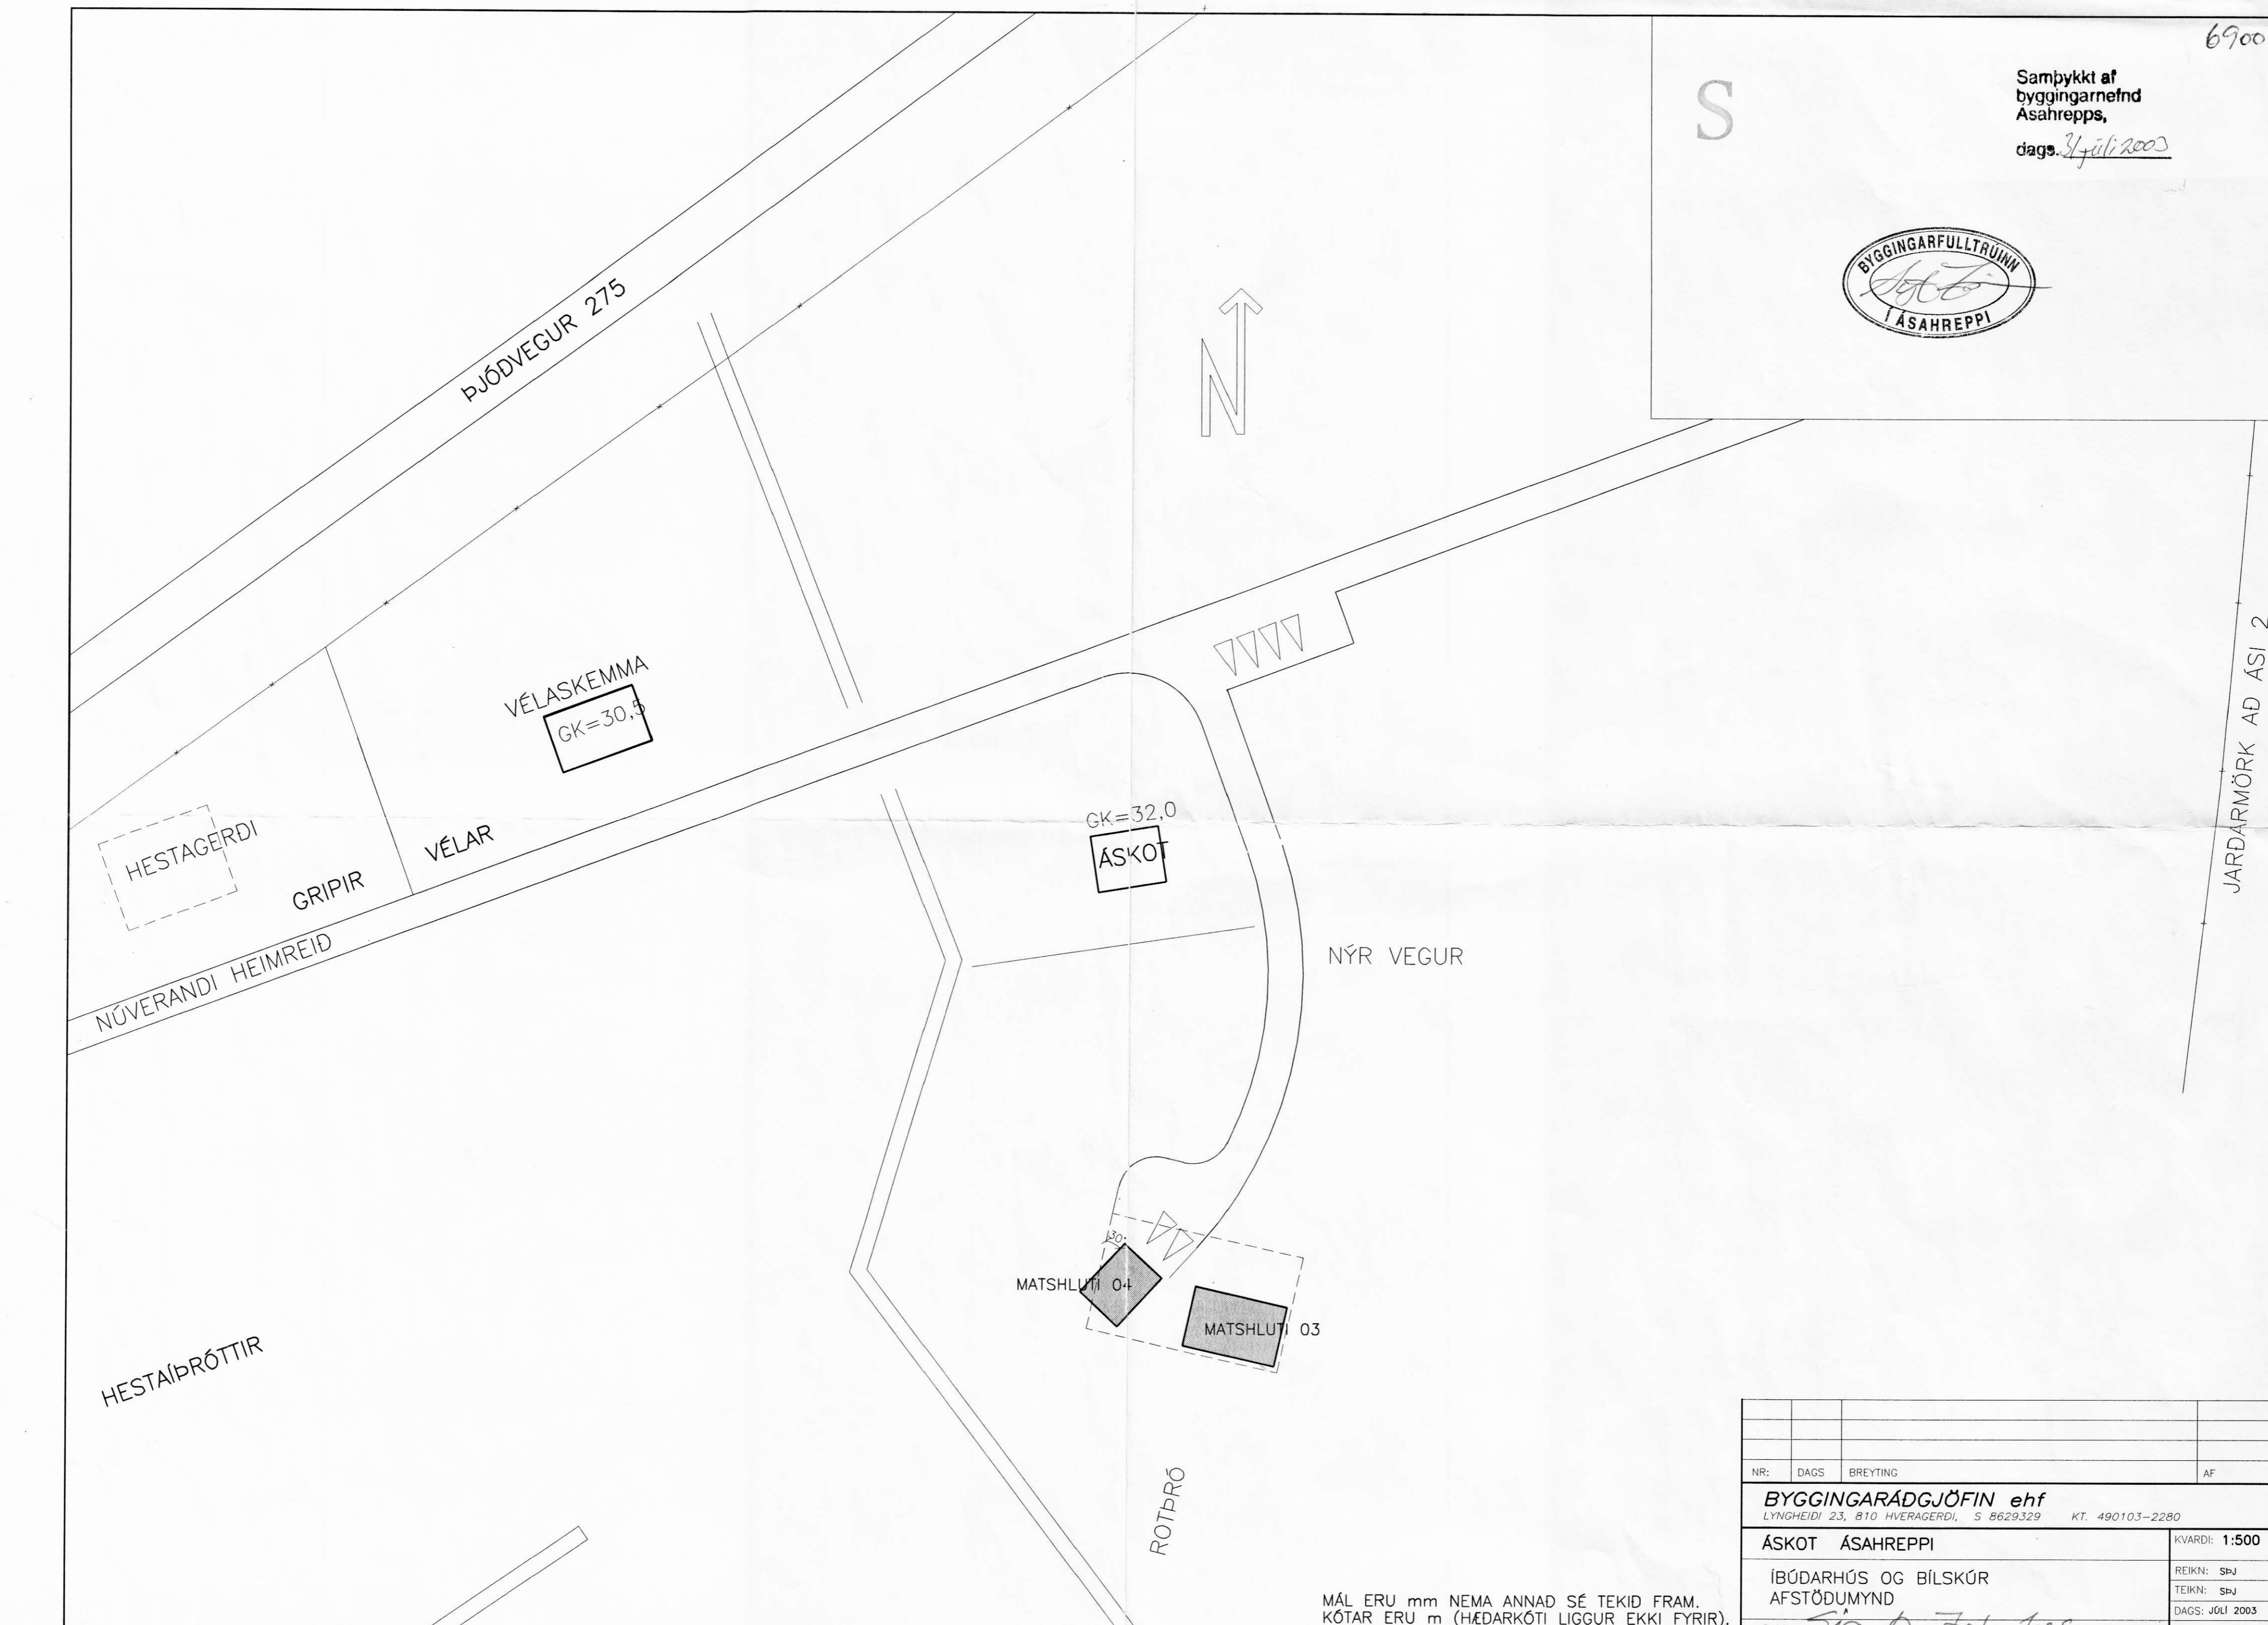 6900
S
Samþykkt af
byggingarnefnd
Ásahrepps,
dags. 31 júlí 2003
BYGGINGARFULLTRÚINN
Í ÁSAHREPPI
ÞJÓÐVEGUR 275
N
VÉLASKEMMA
GK=30,5
HESTAGERÐI
GRIPIR
VÉLAR
NÚVERANDI HEIMREIÐ
GK=32,0
ÁSKOT
NÝR VEGUR
JARÐARMÖRK AÐ ÁSI 2
30
MATSHLUTI 04
MATSHLUTI 03
HESTAÍÞRÓTTIR
ROTÞRÓ
MÁL ERU mm NEMA ANNAÐ SÉ TEKIÐ FRAM.
KÓTAR ERU m (HÆÐARKÓTI LIGGUR EKKI FYRIR).
NR: DAGS BREYTING AF
BYGGINGARÁÐGJÖFIN ehf
LYNGHEIÐI 23, 810 HVERAGERÐI, S 8629329 KT. 490103-2280
ÁSKOT ÁSAHREPPI
KVARÐI: 1:500
ÍBÚÐARHÚS OG BÍLSKÚR
AFSTÖÐUMYND
REIKN: SÞJ
TEIKN: SÞJ
DAGS: JÚLÍ 2003